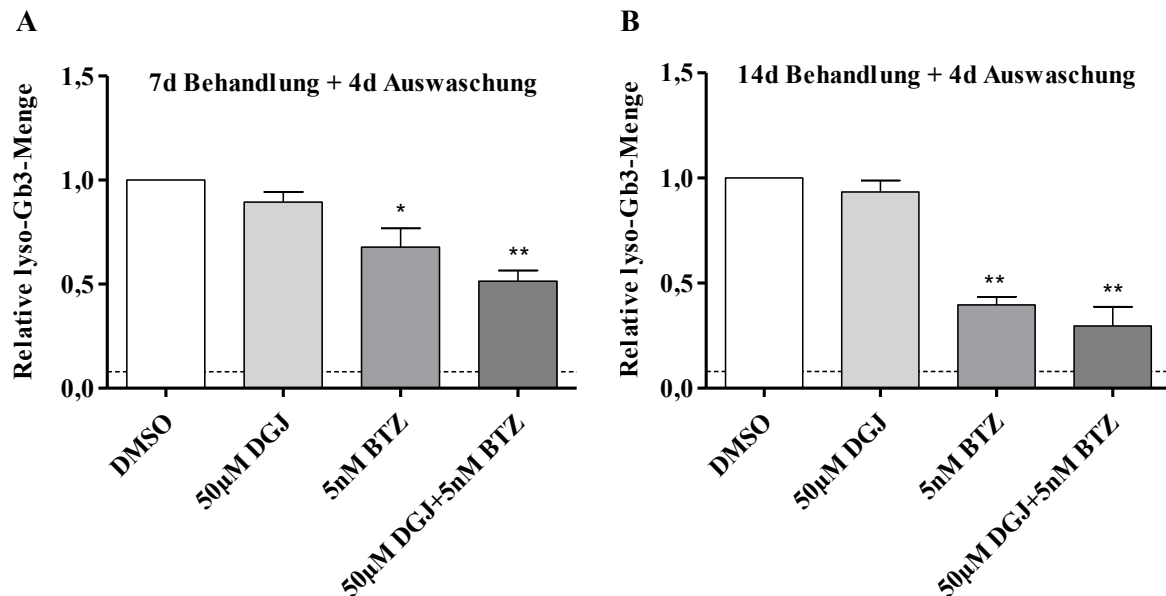 A
7d Behandlung + 4d Auswaschung
Relative lyso-Gb3-Menge
1,5
1,0
0,5
0,0
*
**
DMSO
50µM DGJ
5nM BTZ
50µM DGJ+5nM BTZ
B
14d Behandlung + 4d Auswaschung
Relative lyso-Gb3-Menge
1,5
1,0
0,5
0,0
**
**
DMSO
50µM DGJ
5nM BTZ
50µM DGJ+5nM BTZ